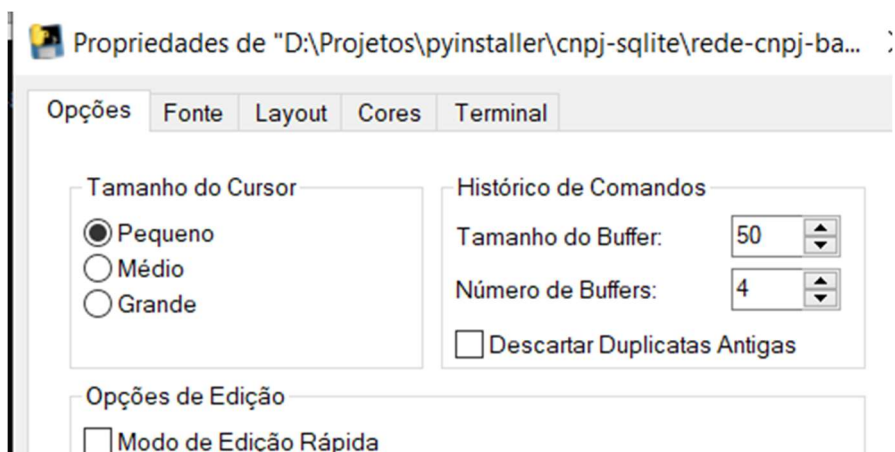 Propriedades de "D:\Projetos\pyinstaller\cnpj-sqlite\rede-cnpj-ba...
Opções Fonte Layout Cores Terminal
Tamanho do Cursor
Pequeno
Médio
Grande
Histórico de Comandos
Tamanho do Buffer: 50
Número de Buffers: 4
Descartar Duplicatas Antigas
Opções de Edição
Modo de Edição Rápida